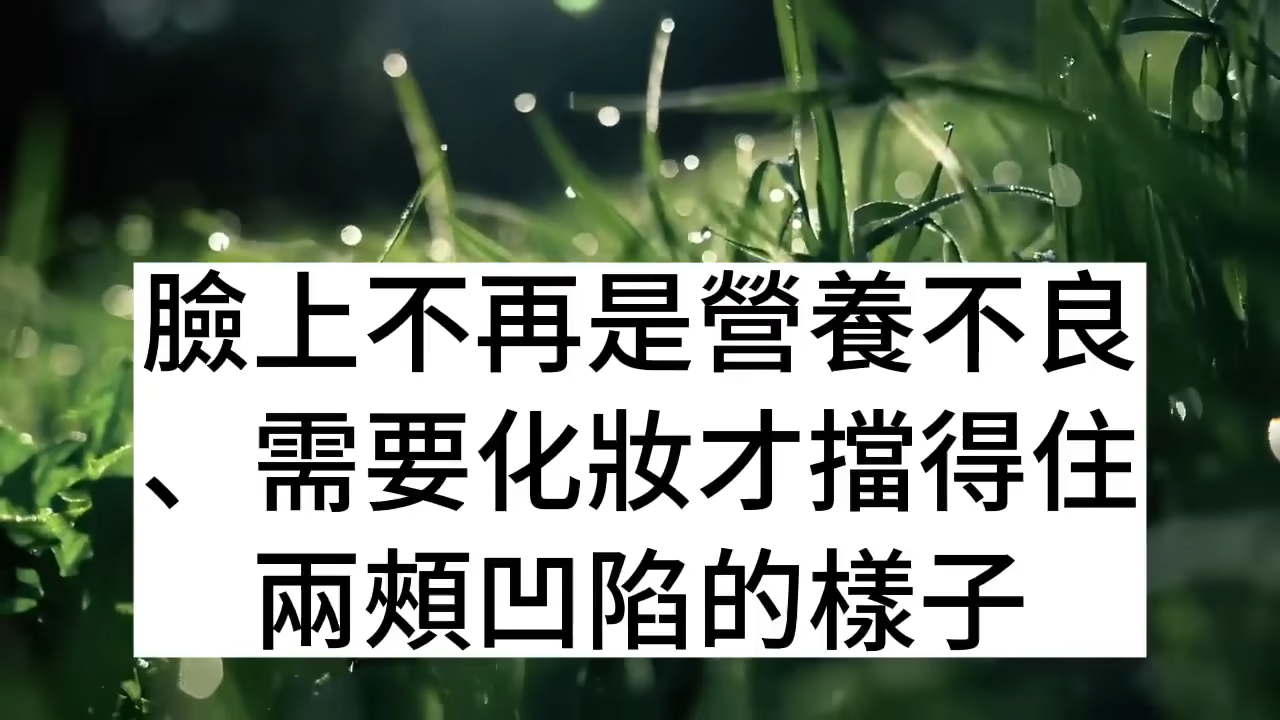 臉上不再是營養不良
、需要化妝才擋得住
兩頰凹陷的樣子